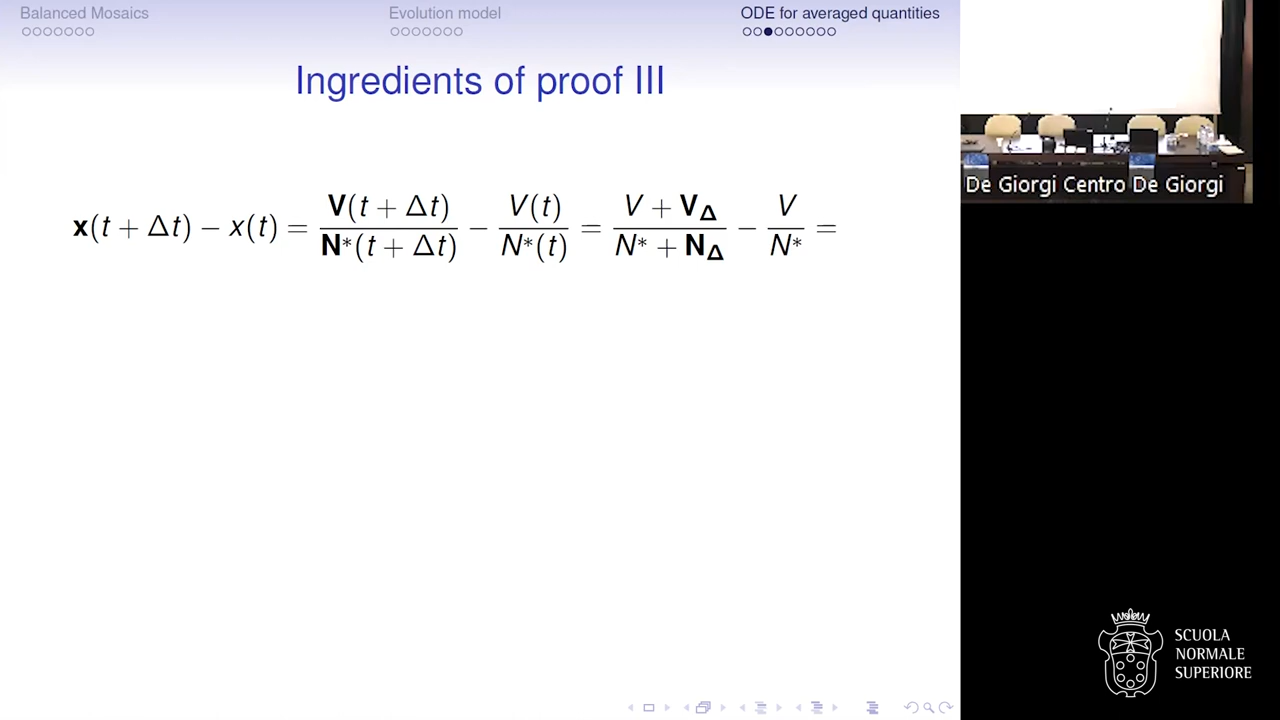 Balanced Mosaics
Evolution model
ODE for averaged quantities
Ingredients of proof III
x(t + Δt) − x(t) = V(t + Δt)/N*(t + Δt) − V(t)/N*(t) = (V + V_Δ)/(N* + N_Δ) − V/N* =
De Giorgi Centro De Giorgi
SCUOLA
NORMALE
SUPERIORE